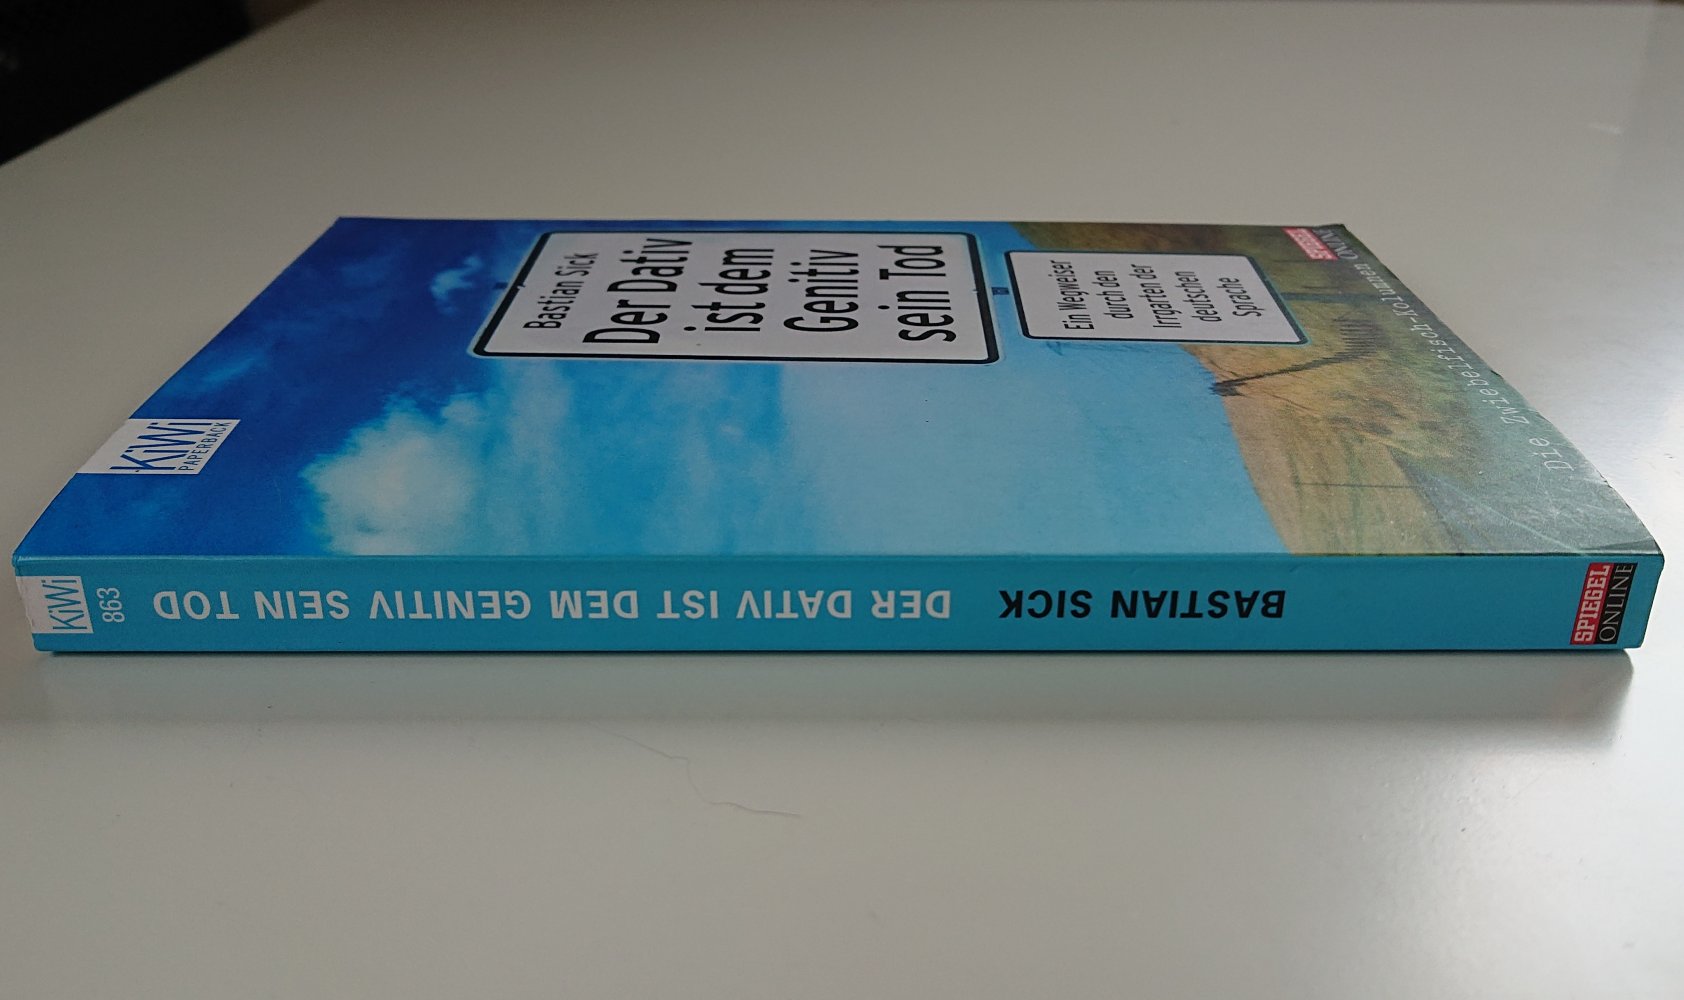 KiWi
PAPERBACK
Bastian Sick
Der Dativ
ist dem
Genitiv
sein Tod
Ein Wegweiser
durch den
Irrgarten der
deutschen
Sprache
SPIEGEL
ONLINE
Die Zwiebelfisch-Kolumnen
BASTIAN SICK DER DATIV IST DEM GENITIV SEIN TOD
863
KiWi
SPIEGEL
ONLINE